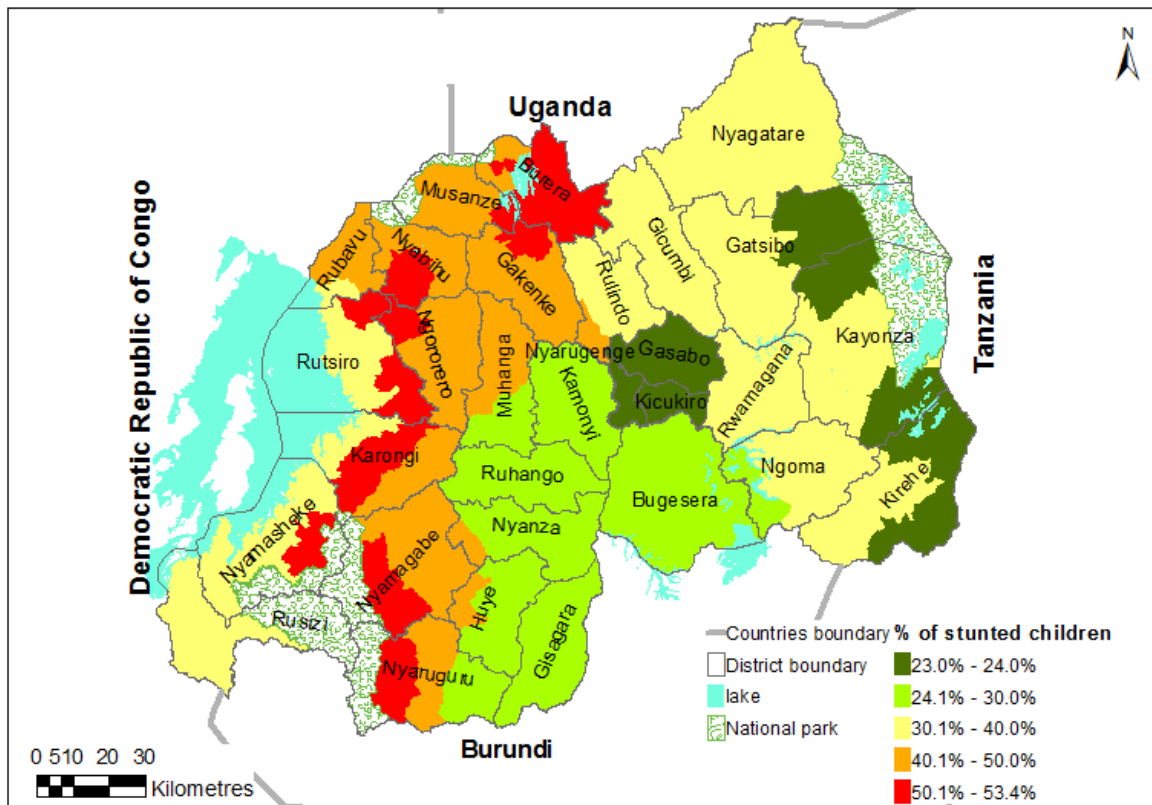 N
Uganda
Nyagatare
Burera
Musanze
Democratic Republic of Congo
Rubavu
Nyabihu
Gakenke
Gicumbi
Gatsibo
Rulindo
Tanzania
Kayonza
Rutsiro
Ngororero
Muhanga
Nyarugenge
Gasabo
Kamonyi
Kicukiro
Rwamagana
Karongi
Ruhango
Bugesera
Ngoma
Kirehe
Nyamasheke
Nyanza
Nyamagabe
Rusizi
Huye
Gisagara
Nyaruguru
Burundi
Countries boundary
District boundary
lake
National park
% of stunted children
23.0% - 24.0%
24.1% - 30.0%
30.1% - 40.0%
40.1% - 50.0%
50.1% - 53.4%
0 5 10 20 30
Kilometres